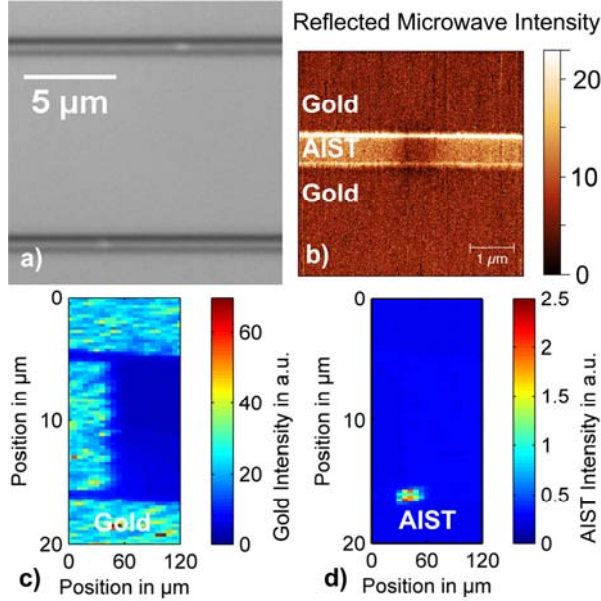 5 µm
a)
Reflected Microwave Intensity
Gold
AIST
Gold
1 µm
b)
20
10
0
0
10
20
Position in µm
0
60
120
Position in µm
Gold
c)
60
40
20
0
Gold Intensity in a.u.
0
10
20
Position in µm
0
60
120
Position in µm
AIST
d)
2.5
2
1.5
1
0.5
0
AIST Intensity in a.u.